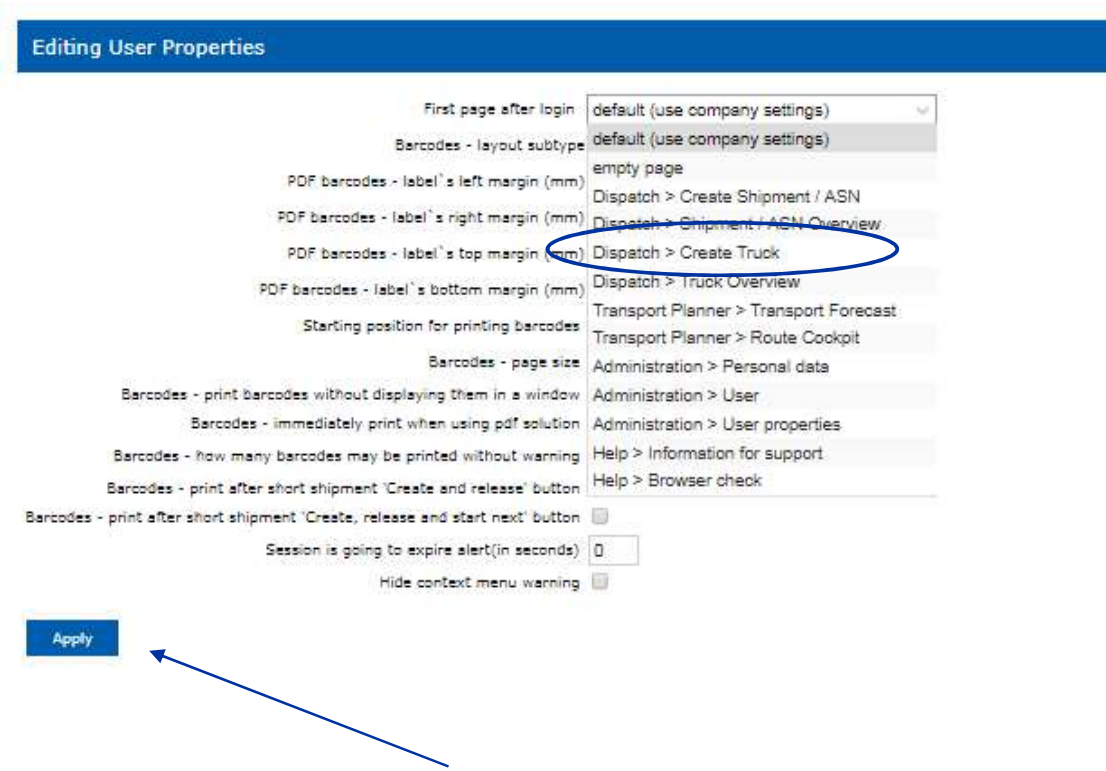 Editing User Properties
First page after login default (use company settings)
Barcodes - layout subtype default (use company settings)
empty page
PDF barcodes - label`s left margin (mm)
Dispatch > Create Shipment / ASN
PDF barcodes - label`s right margin (mm) Dispatch > Shipment / ASN Overview
PDF barcodes - label`s top margin (mm) Dispatch > Create Truck
PDF barcodes - label`s bottom margin (mm) Dispatch > Truck Overview
Transport Planner > Transport Forecast
Starting position for printing barcodes
Transport Planner > Route Cockpit
Barcodes - page size Administration > Personal data
Barcodes - print barcodes without displaying them in a window Administration > User
Barcodes - immediately print when using pdf solution Administration > User properties
Barcodes - how many barcodes may be printed without warning Help > Information for support
Barcodes - print after short shipment 'Create and release' button Help > Browser check
Barcodes - print after short shipment 'Create, release and start next' button
Session is going to expire alert(in seconds) 0
Hide context menu warning
Apply